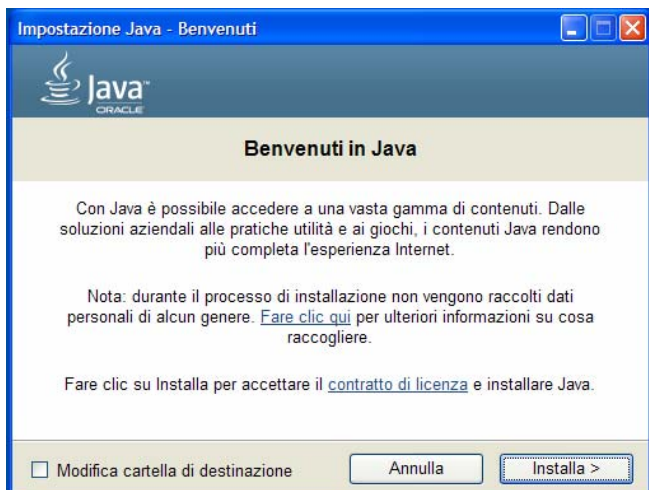 Impostazione Java - Benvenuti
Java™
ORACLE
Benvenuti in Java
Con Java è possibile accedere a una vasta gamma di contenuti. Dalle
soluzioni aziendali alle pratiche utilità e ai giochi, i contenuti Java rendono
più completa l'esperienza Internet.
Nota: durante il processo di installazione non vengono raccolti dati
personali di alcun genere. Fare clic qui per ulteriori informazioni su cosa
raccogliere.
Fare clic su Installa per accettare il contratto di licenza e installare Java.
Modifica cartella di destinazione
Annulla
Installa >